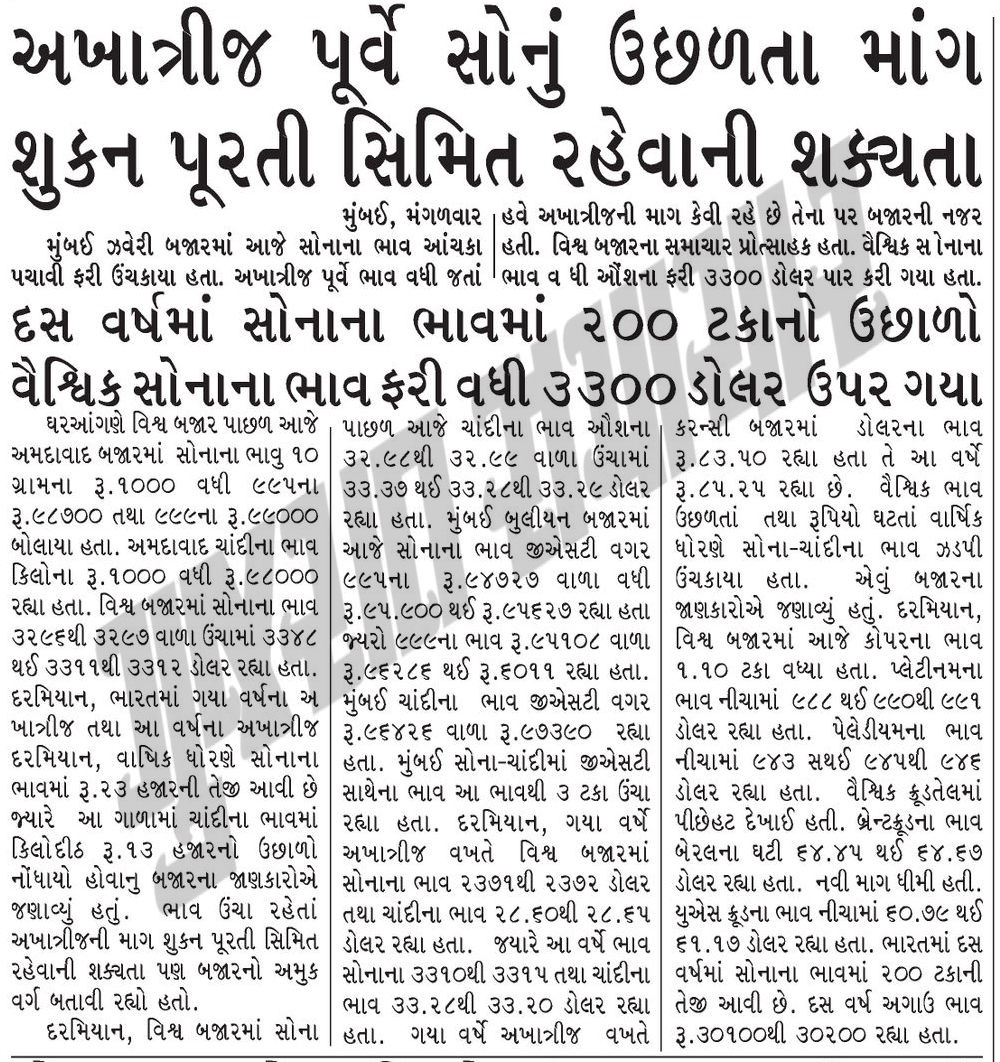 અખાત્રીજ પૂર્વે સોનું ઉછળતા માંગ
શુકન પૂરતી સિમિત રહેવાની શક્યતા
મુંબઈ, મંગળવાર
મુંબઈ ઝવેરી બજારમાં આજે સોનાના ભાવ આંચકા
પચાવી ફરી ઉંચકાયા હતા. અખાત્રીજ પૂર્વે ભાવ વધી જતાં
હવે અખાત્રીજની માગ કેવી રહે છે તેના પર બજારની નજર
હતી. વિશ્વ બજારના સમાચાર પ્રોત્સાહક હતા. વૈશ્વિક સોનાના
ભાવ વ ધી ઔંશના ફરી ૩૩૦૦ ડોલર પાર કરી ગયા હતા.
દસ વર્ષમાં સોનાના ભાવમાં ૨૦૦ ટકાનો ઉછાળો
વૈશ્વિક સોનાના ભાવ ફરી વધી ૩૩૦૦ ડોલર ઉપર ગયા
ઘરઆંગણે વિશ્વ બજાર પાછળ આજે
અમદાવાદ બજારમાં સોનાના ભાવુ ૧૦
ગ્રામના રૂ.૧૦૦૦ વધી ૯૯૫ના
રૂ.૯૮૭૦૦ તથા ૯૯૯ના રૂ.૯૯૦૦૦
બોલાયા હતા. અમદાવાદ ચાંદીના ભાવ
કિલોના રૂ.૧૦૦૦ વધી રૂ.૯૮૦૦૦
રહ્યા હતા. વિશ્વ બજારમાં સોનાના ભાવ
૩૨૯૬થી ૩૨૯૭ વાળા ઉંચામાં ૩૩૪૮
થઈ ૩૩૧૧થી ૩૩૧૨ ડોલર રહ્યા હતા.
દરમિયાન, ભારતમાં ગયા વર્ષના અ
ખાત્રીજ તથા આ વર્ષના અખાત્રીજ
દરમિયાન, વાષિક ધોરણે સોનાના
ભાવમાં રૂ.૨૩ હજારની તેજી આવી છે
જ્યારે આ ગાળામાં ચાંદીના ભાવમાં
કિલોદીઠ રૂ.૧૩ હજારનો ઉછાળો
નોંધાયો હોવાનુ બજારના જાણકારોએ
જણાવ્યું હતું. ભાવ ઉંચા રહેતાં
અખાત્રીજની માગ શુકન પૂરતી સિમિત
રહેવાની શક્યતા પણ બજારનો અમુક
વર્ગ બતાવી રહ્યો હતો.
દરમિયાન, વિશ્વ બજારમાં સોના
પાછળ આજે ચાંદીના ભાવ ઔંશના
૩૨.૯૮થી ૩૨.૯૯ વાળા ઉંચામાં
૩૩.૩૭ થઈ ૩૩.૨૮થી ૩૩.૨૯ ડોલર
રહ્યા હતા. મુંબઈ બુલીયન બજારમાં
આજે સોનાના ભાવ જીએસટી વગર
૯૯૫ના રૂ.૯૪૭૨૭ વાળા વધી
રૂ.૯૫.૯૦૦ થઈ રૂ.૯૫૬૨૭ રહ્યા હતા
જ્યરો ૯૯૯ના ભાવ રૂ.૯૫૧૦૮ વાળા
રૂ.૯૬૨૮૬ થઈ રૂ.૬૦૧૧ રહ્યા હતા.
મુંબઈ ચાંદીના ભાવ જીએસટી વગર
રૂ.૯૬૪૨૬ વાળા રૂ.૯૭૩૯૦ રહ્યા
હતા. મુંબઈ સોના-ચાંદીમાં જીએસટી
સાથેના ભાવ આ ભાવથી ૩ ટકા ઉંચા
રહ્યા હતા. દરમિયાન, ગયા વર્ષે
અખાત્રીજ વખતે વિશ્વ બજારમાં
સોનાના ભાવ ૨૩૭૧થી ૨૩૭૨ ડોલર
તથા ચાંદીના ભાવ ૨૮.૬૦થી ૨૮.૬૫
ડોલર રહ્યા હતા. જયારે આ વર્ષે ભાવ
સોનાના ૩૩૧૦થી ૩૩૧૫ તથા ચાંદીના
ભાવ ૩૩.૨૮થી ૩૩.૨૦ ડોલર રહ્યા
હતા. ગયા વર્ષે અખાત્રીજ વખતે
કરન્સી બજારમાં ડોલરના ભાવ
રૂ.૮૩.૫૦ રહ્યા હતા તે આ વર્ષે
રૂ.૮૫.૨૫ રહ્યા છે. વૈશ્વિક ભાવ
ઉછળતાં તથા રૂપિયો ઘટતાં વાર્ષિક
ધોરણે સોના-ચાંદીના ભાવ ઝડપી
ઉંચકાયા હતા. એવું બજારના
જાણકારોએ જણાવ્યું હતું. દરમિયાન,
વિશ્વ બજારમાં આજે કોપરના ભાવ
૧.૧૦ ટકા વધ્યા હતા. પ્લેટીનમના
ભાવ નીચામાં ૯૮૮ થઈ ૯૯૦થી ૯૯૧
ડોલર રહ્યા હતા. પેલેડીયમના ભાવ
નીચામાં ૯૪૩ સથઈ ૯૪૫થી ૯૪૬
ડોલર રહ્યા હતા. વૈશ્વિક ક્રૂડતેલમાં
પીછેહટ દેખાઈ હતી. બ્રેન્ટક્રૂડના ભાવ
બેરલના ઘટી ૬૪.૪૫ થઈ ૬૪.૬૭
ડોલર રહ્યા હતા. નવી માગ ધીમી હતી.
યુએસ ક્રૂડના ભાવ નીચામાં ૬૦.૭૯ થઈ
૬૧.૧૭ ડોલર રહ્યા હતા. ભારતમાં દસ
વર્ષમાં સોનાના ભાવમાં ૨૦૦ ટકાની
તેજી આવી છે. દસ વર્ષ અગાઉ ભાવ
રૂ.૩૦૧૦૦થી ૩૦૨૦૦ રહ્યા હતા.
ગુજરાત સમાચાર